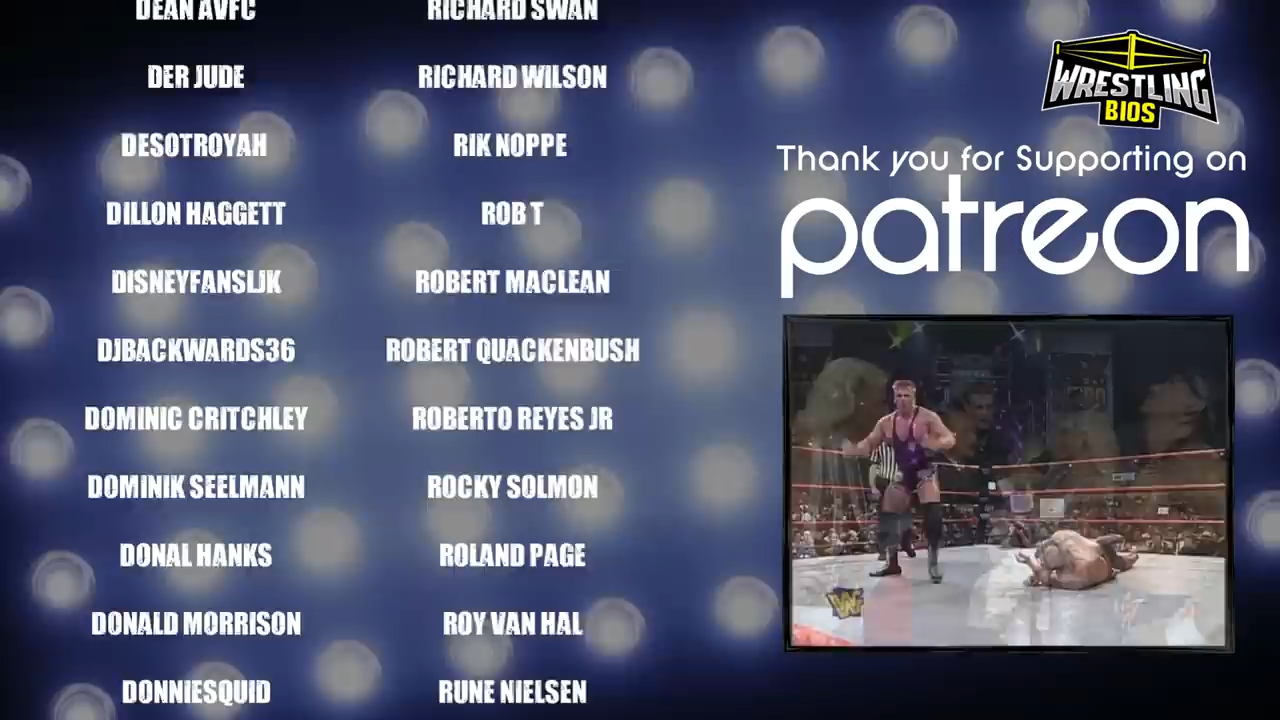 DEAN AVFC
DER JUDE
DESOTROYAH
DILLON HAGGETT
DISNEYFANSLJK
DJBACKWARDS36
DOMINIC CRITCHLEY
DOMINIK SEELMANN
DONAL HANKS
DONALD MORRISON
DONNIESQUID
RICHARD SWAN
RICHARD WILSON
RIK NOPPE
ROB T
ROBERT MACLEAN
ROBERT QUACKENBUSH
ROBERTO REYES JR
ROCKY SOLMON
ROLAND PAGE
ROY VAN HAL
RUNE NIELSEN
WRESTLING
BIOS
Thank you for Supporting on
patreon
WF